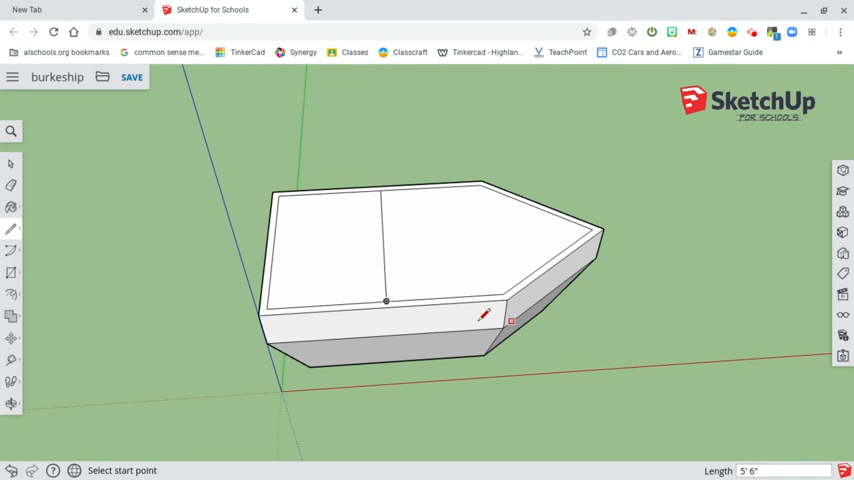 New Tab
SketchUp for Schools
edu.sketchup.com/app/
alschools.org bookmarks
common sense me...
TinkerCad
Synergy
Classes
Classcraft
Tinkercad - Highlan...
TeachPoint
CO2 Cars and Aero...
Gamestar Guide
burkeship
SAVE
SketchUp
FOR SCHOOLS
Select start point
Length
5' 6"